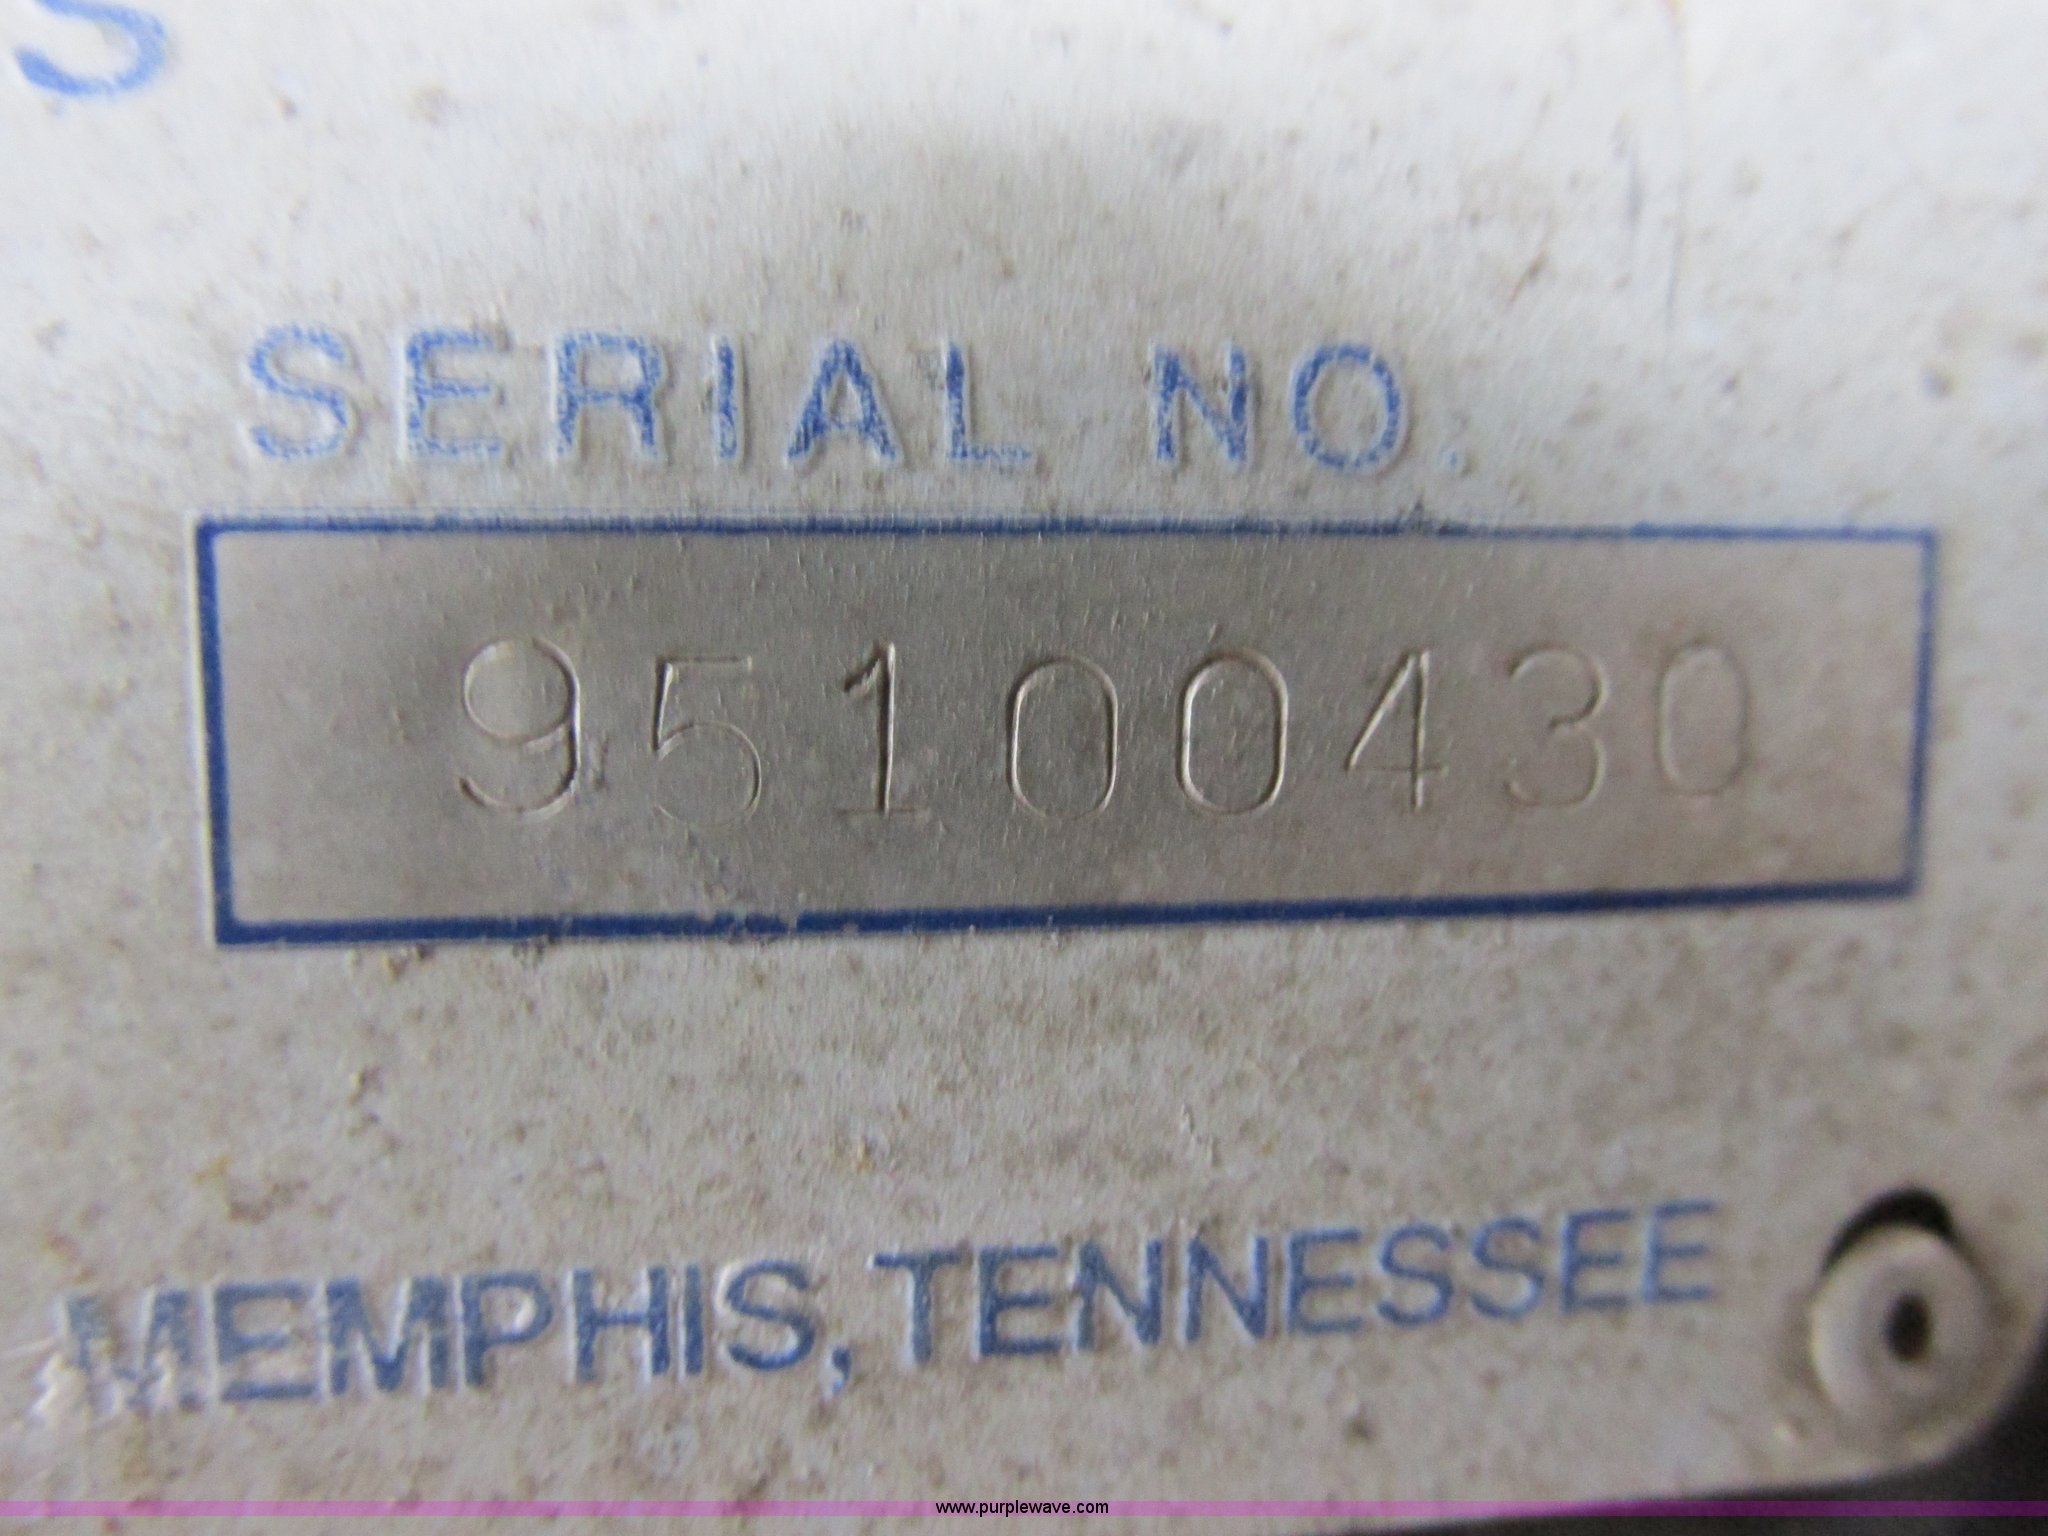 S
SERIAL NO.
95100430
MEMPHIS, TENNESSEE
www.purplewave.com